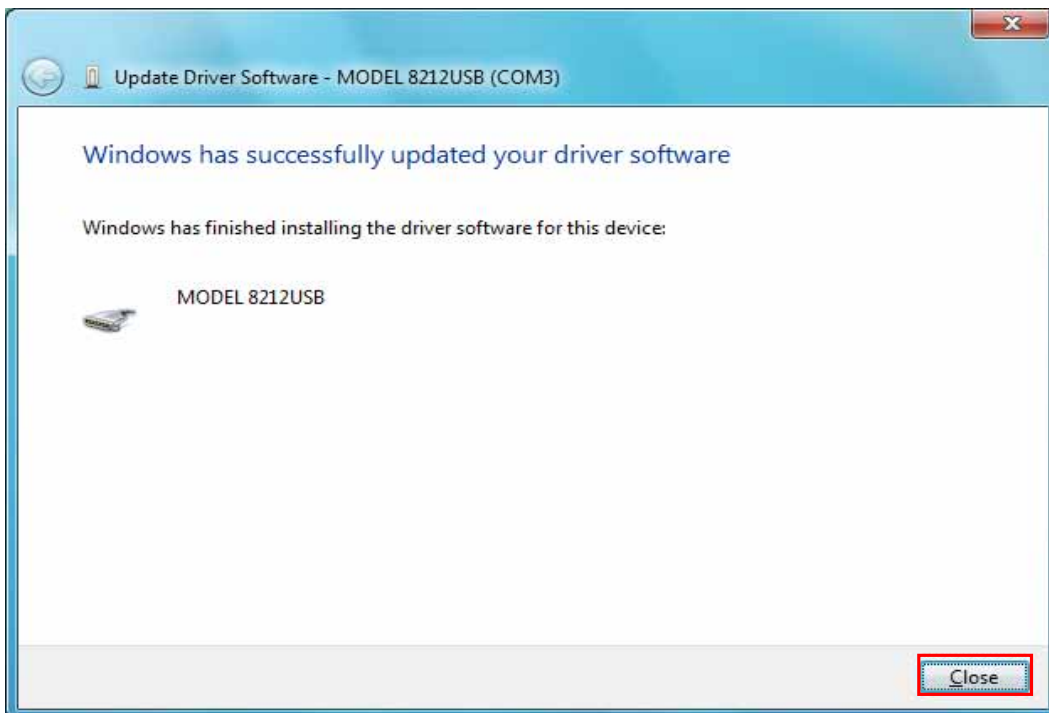 Update Driver Software - MODEL 8212USB (COM3)
Windows has successfully updated your driver software
Windows has finished installing the driver software for this device:
MODEL 8212USB
Close